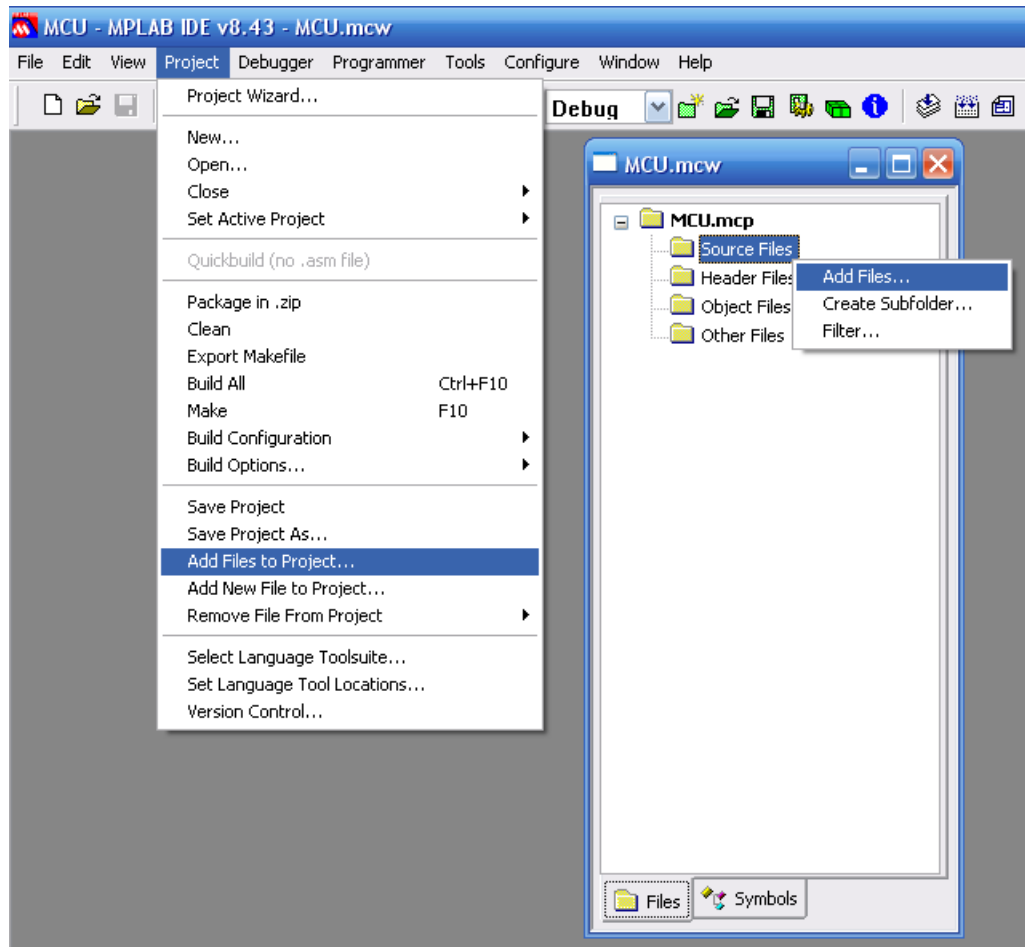 MCU - MPLAB IDE v8.43 - MCU.mcw
File Edit View Project Debugger Programmer Tools Configure Window Help
Debug
Project Wizard...
New...
Open...
Close
Set Active Project
Quickbuild (no .asm file)
Package in .zip
Clean
Export Makefile
Build All Ctrl+F10
Make F10
Build Configuration
Build Options...
Save Project
Save Project As...
Add Files to Project...
Add New File to Project...
Remove File From Project
Select Language Toolsuite...
Set Language Tool Locations...
Version Control...
MCU.mcw
MCU.mcp
Source Files
Header Files
Object Files
Other Files
Add Files...
Create Subfolder...
Filter...
Files Symbols